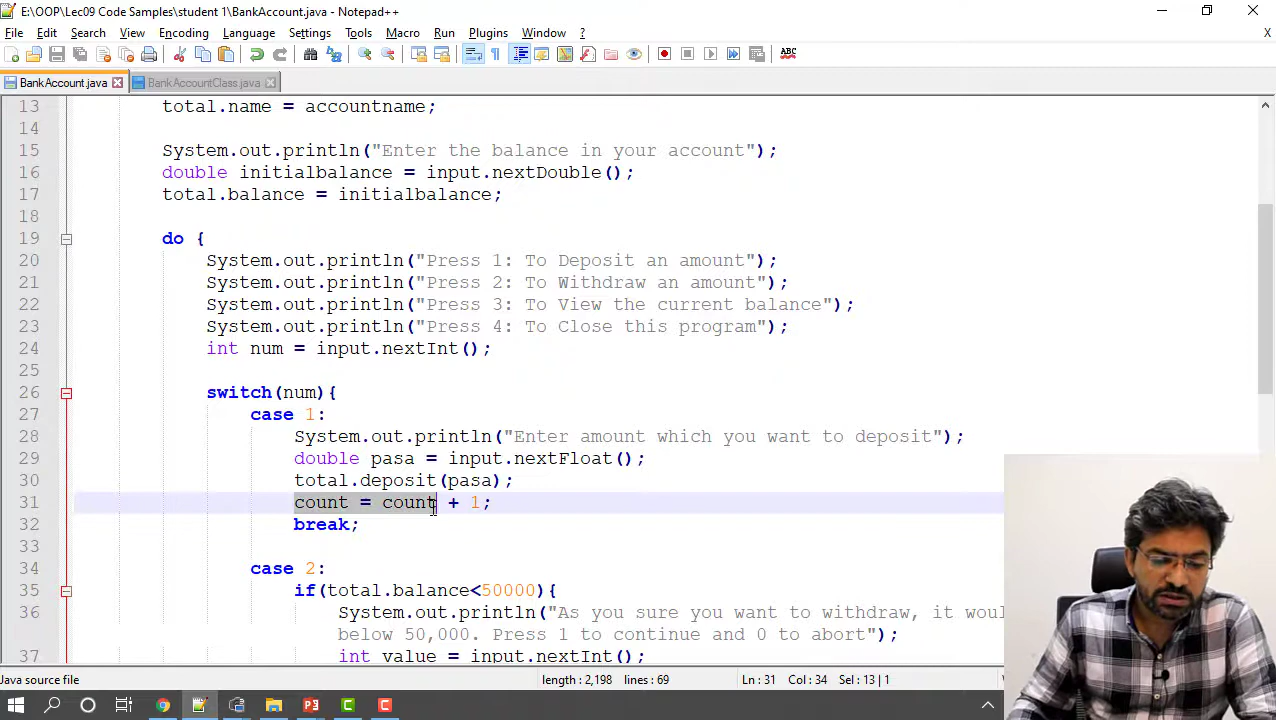 E:\OOP\Lec09 Code Samples\student 1\BankAccount.java - Notepad++
File Edit Search View Encoding Language Settings Tools Macro Run Plugins Window ? X
ABC
BankAccount.java BankAccountClass.java
13 total.name = accountname;
14
15 System.out.println("Enter the balance in your account");
16 double initialbalance = input.nextDouble();
17 total.balance = initialbalance;
18
19 do {
20 System.out.println("Press 1: To Deposit an amount");
21 System.out.println("Press 2: To Withdraw an amount");
22 System.out.println("Press 3: To View the current balance");
23 System.out.println("Press 4: To Close this program");
24 int num = input.nextInt();
25
26 switch(num){
27 case 1:
28 System.out.println("Enter amount which you want to deposit");
29 double pasa = input.nextFloat();
30 total.deposit(pasa);
31 count = count + 1;
32 break;
33
34 case 2:
35 if(total.balance<50000){
36 System.out.println("As you sure you want to withdraw, it wou
below 50,000. Press 1 to continue and 0 to abort");
37 int value = input.nextInt();
Java source file length : 2,198 lines : 69 Ln : 31 Col : 34 Sel : 13 | 1